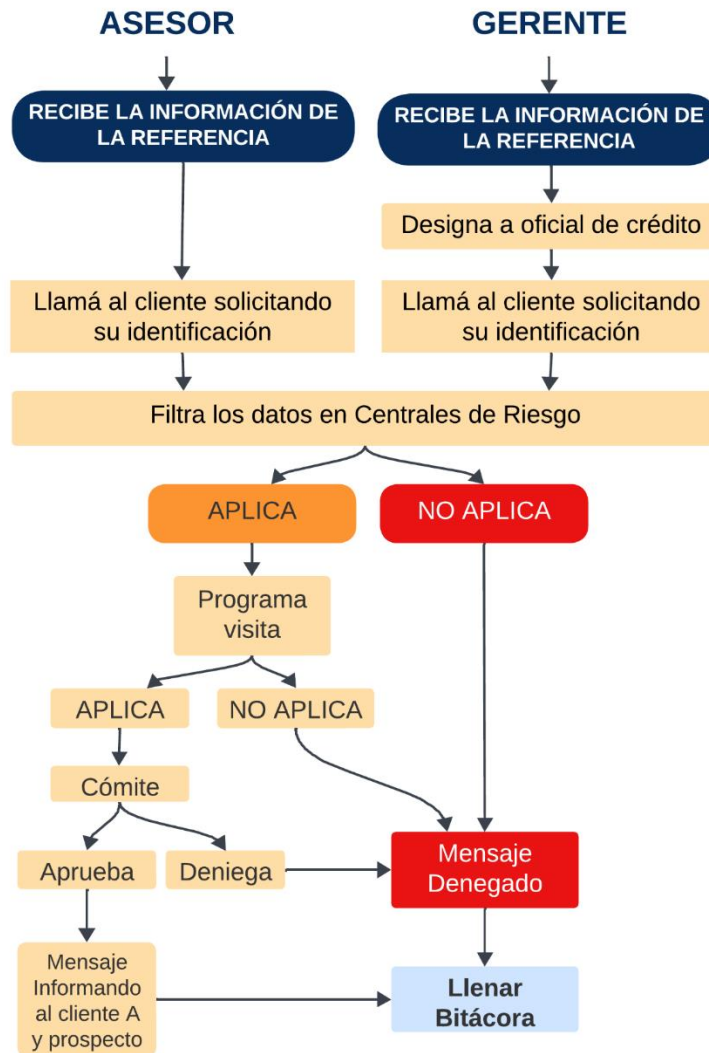 ASESOR
GERENTE
RECIBE LA INFORMACIÓN DE
LA REFERENCIA
RECIBE LA INFORMACIÓN DE
LA REFERENCIA
Designa a oficial de crédito
Llamá al cliente solicitando
su identificación
Llamá al cliente solicitando
su identificación
Filtra los datos en Centrales de Riesgo
APLICA
NO APLICA
Programa
visita
APLICA
NO APLICA
Cómite
Aprueba
Deniega
Mensaje
Denegado
Mensaje
Informando
al cliente A
y prospecto
Llenar
Bitácora